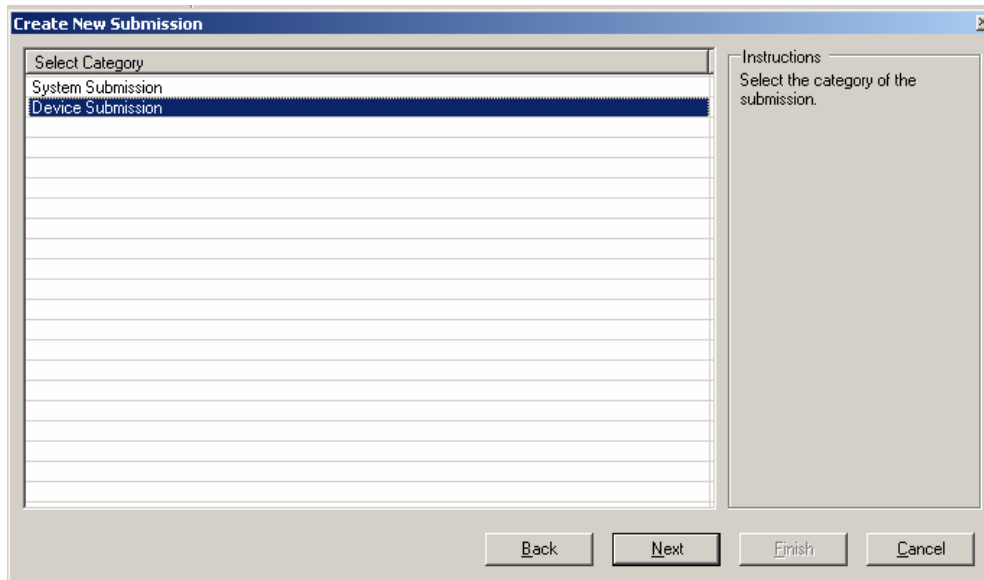 Create New Submission
Select Category
System Submission
Device Submission
Instructions
Select the category of the
submission.
Back
Next
Finish
Cancel